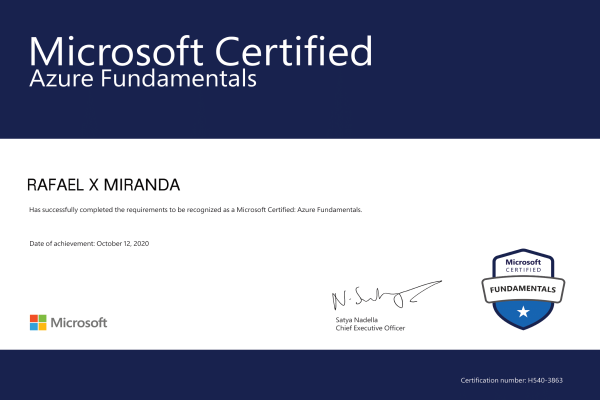 Microsoft Certified
Azure Fundamentals
RAFAEL X MIRANDA
Has successfully completed the requirements to be recognized as a Microsoft Certified: Azure Fundamentals.
Date of achievement: October 12, 2020
Microsoft
CERTIFIED
FUNDAMENTALS
Satya Nadella
Chief Executive Officer
Microsoft
Certification number: H540-3863